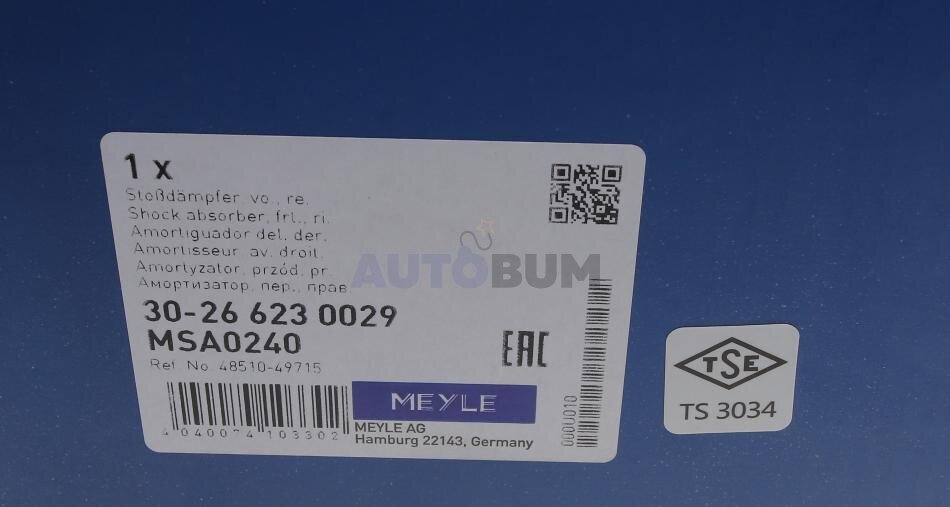 1 x
Stoßdämpfer, vo., re.
Shock absorber, frt., ri.
Amortiguador del. der.
Amortisseur, av. droit.
Amortyzator, przód, pr.
Амортизатор, пер., прав.
AUTOBUM
30-26 623 0029
MSA0240
EAC
Ref. No. 48510-49715
MEYLE
4 040074 103302
MEYLE AG
Hamburg 22143, Germany
000U010
TSE
TS 3034